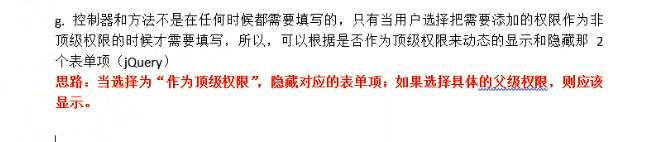 g. 控制器和方法不是在任何时候都需要填写的，只有当用户选择把需要添加的权限作为非
顶级权限的时候才需要填写，所以，可以根据是否作为顶级权限来动态的显示和隐藏那 2
个表单项（jQuery）
思路：当选择为“作为顶级权限”，隐藏对应的表单项；如果选择具体的父级权限，则应该
显示。